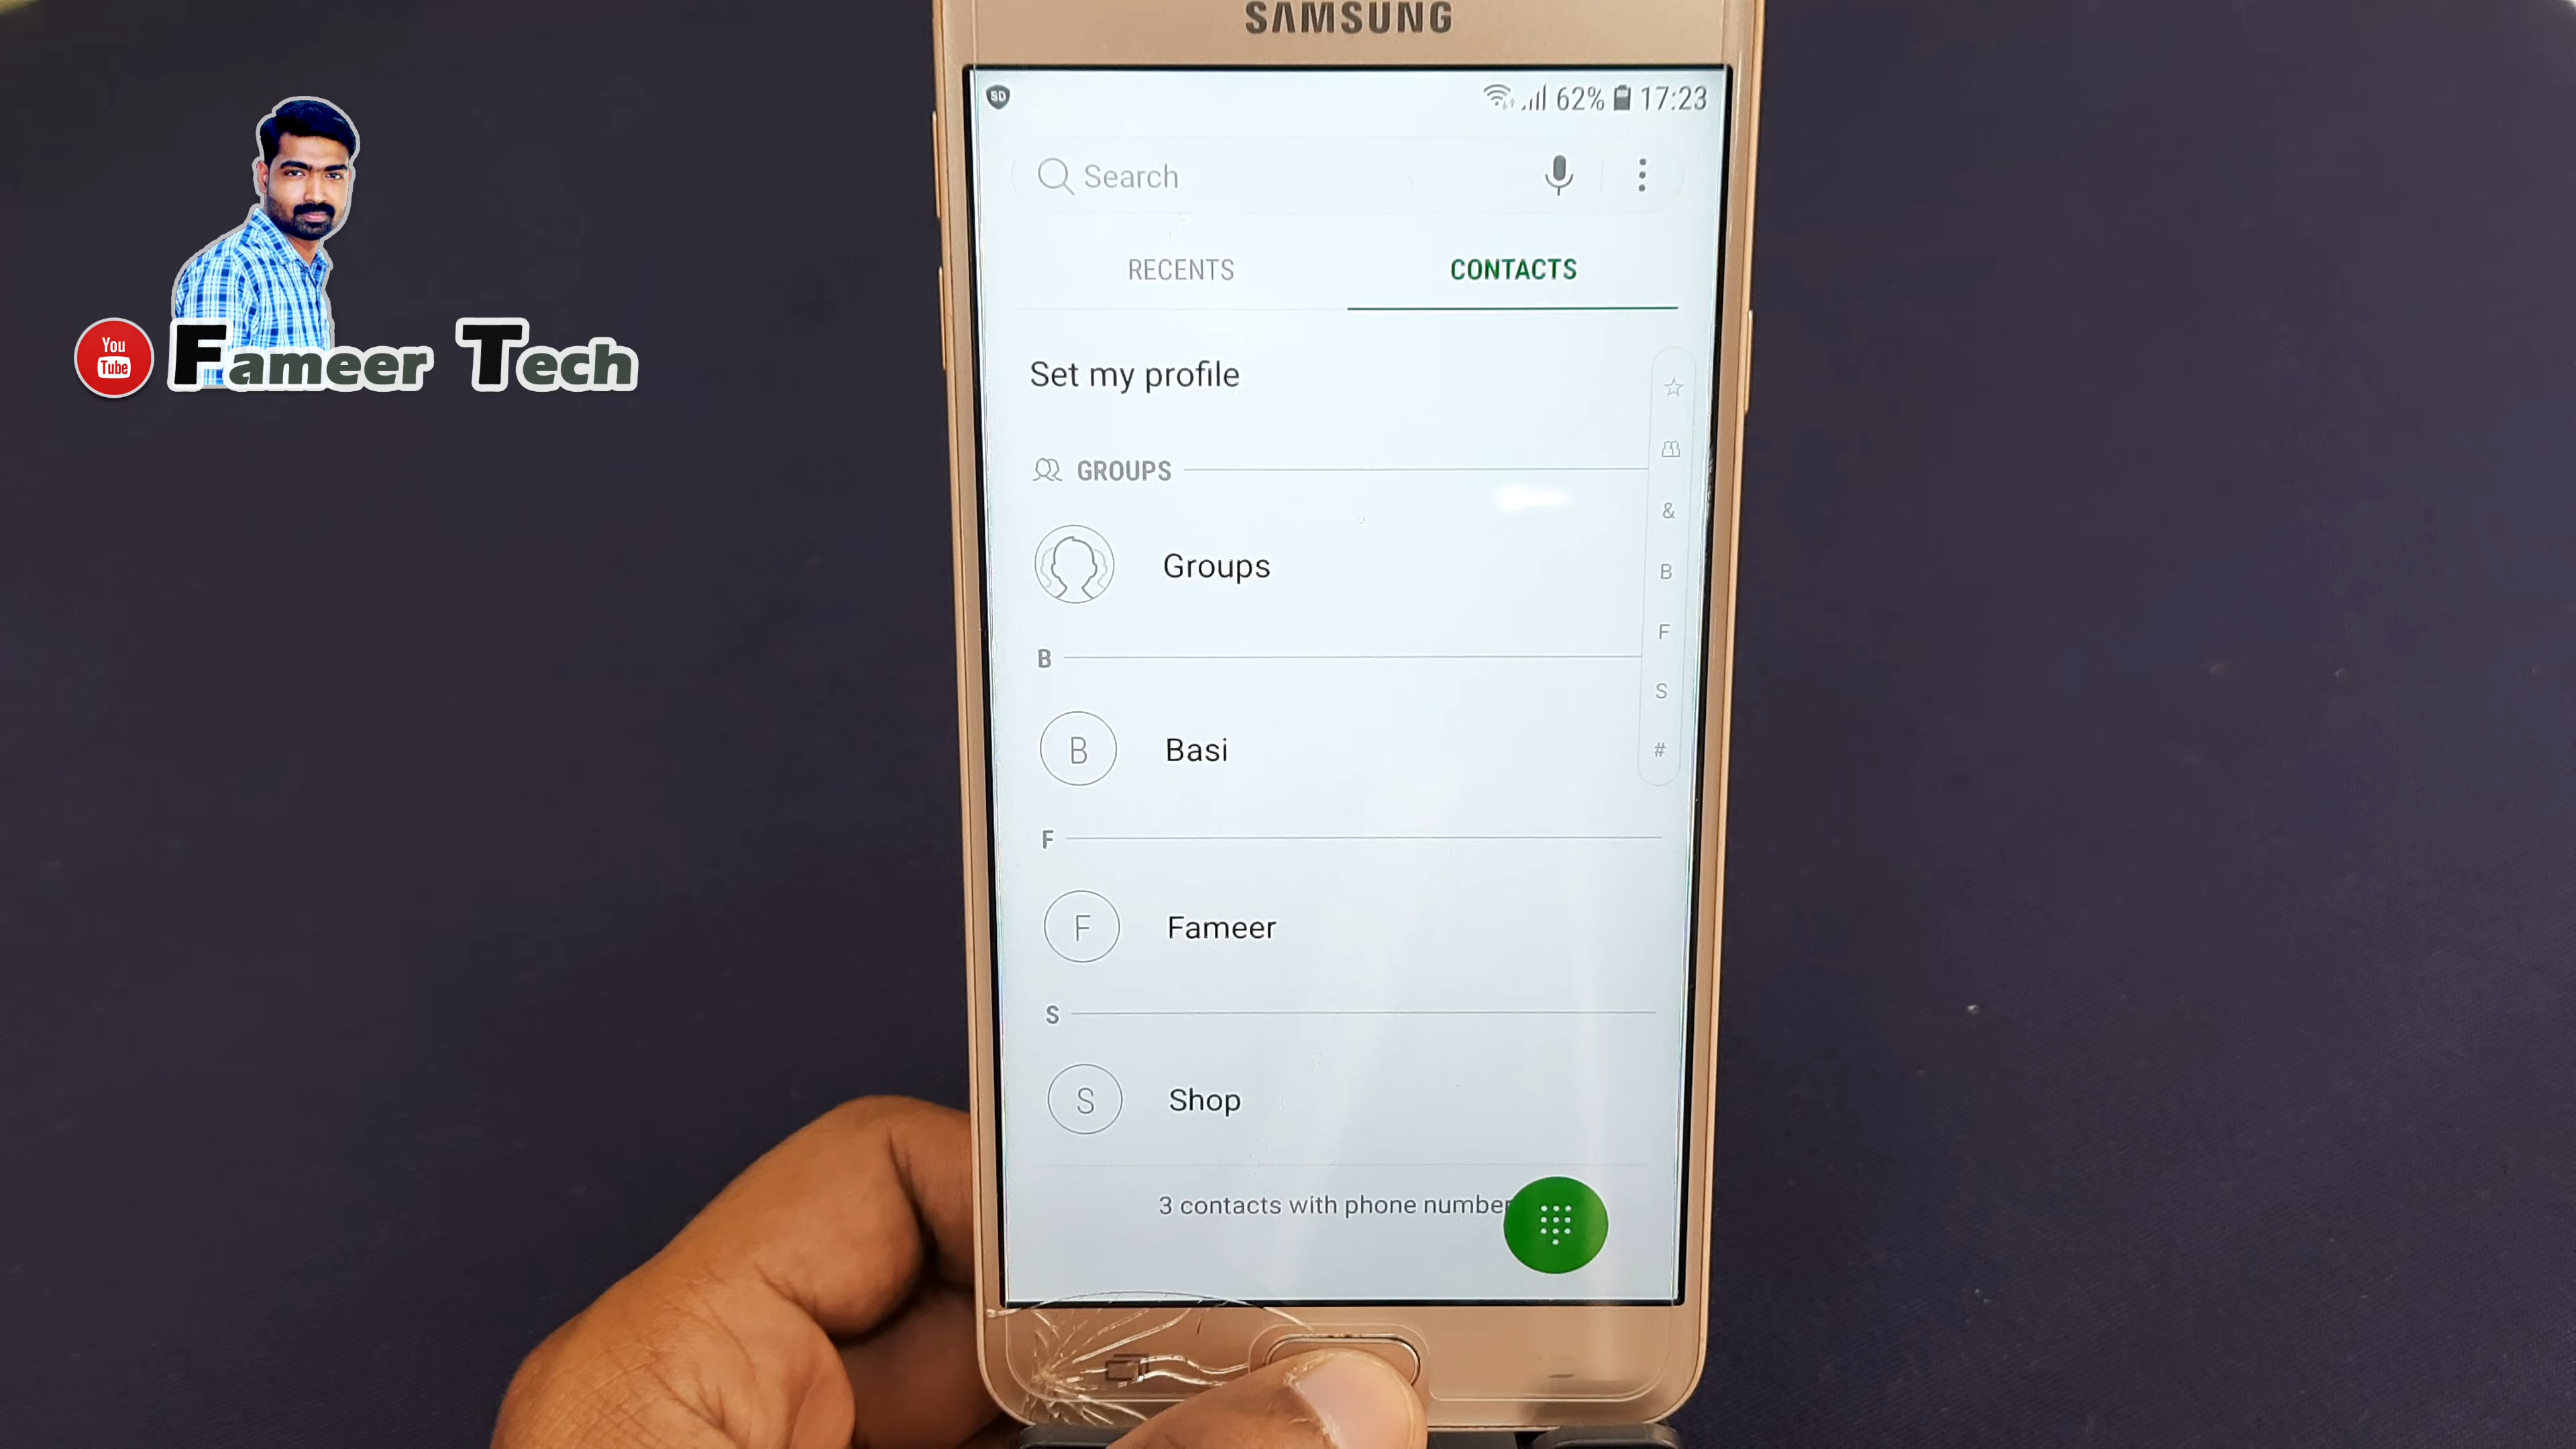 SAMSUNG
SD
62% 17:23
Search
RECENTS CONTACTS
Set my profile
GROUPS
Groups
B
B Basi
F
F Fameer
S
S Shop
3 contacts with phone number
&
B
F
S
#
You
Tube
Fameer Tech